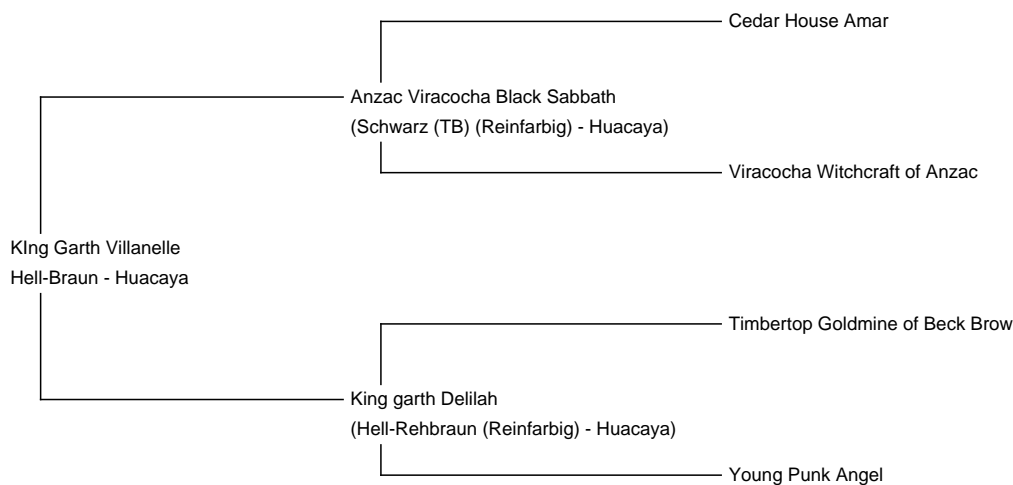 Cedar House Amar
Anzac Viracocha Black Sabbath
(Schwarz (TB) (Reinfarbig) - Huacaya)
Viracocha Witchcraft of Anzac
KIng Garth Villanelle
Hell-Braun - Huacaya
Timbertop Goldmine of Beck Brow
King garth Delilah
(Hell-Rehbraun (Reinfarbig) - Huacaya)
Young Punk Angel